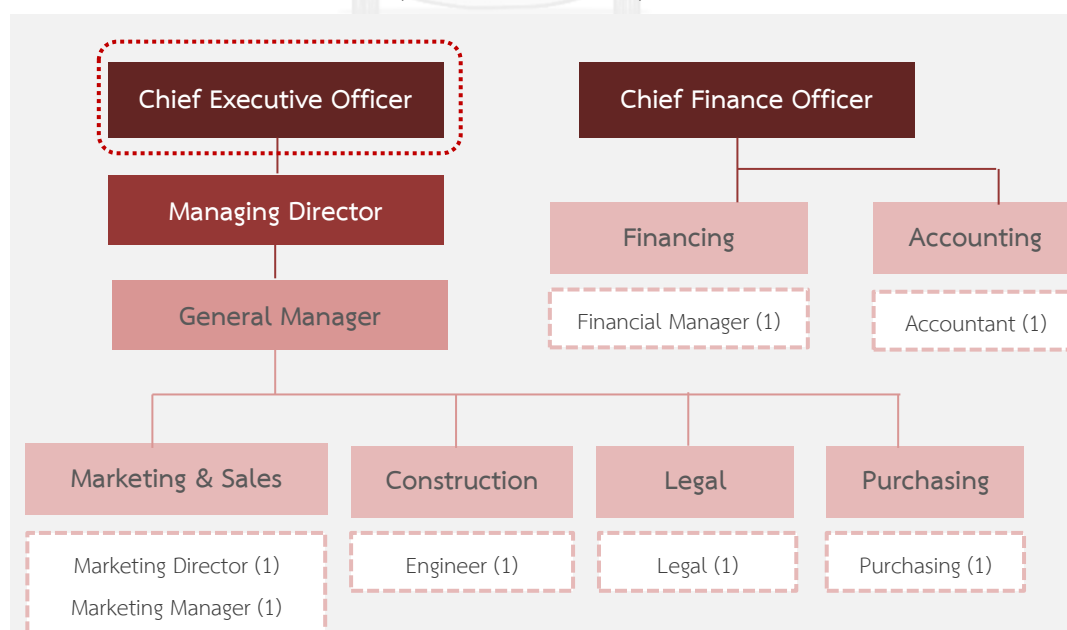 Chief Executive Officer
Chief Finance Officer
Managing Director
Financing
Accounting
General Manager
Financial Manager (1)
Accountant (1)
Marketing & Sales
Construction
Legal
Purchasing
Marketing Director (1)
Marketing Manager (1)
Engineer (1)
Legal (1)
Purchasing (1)